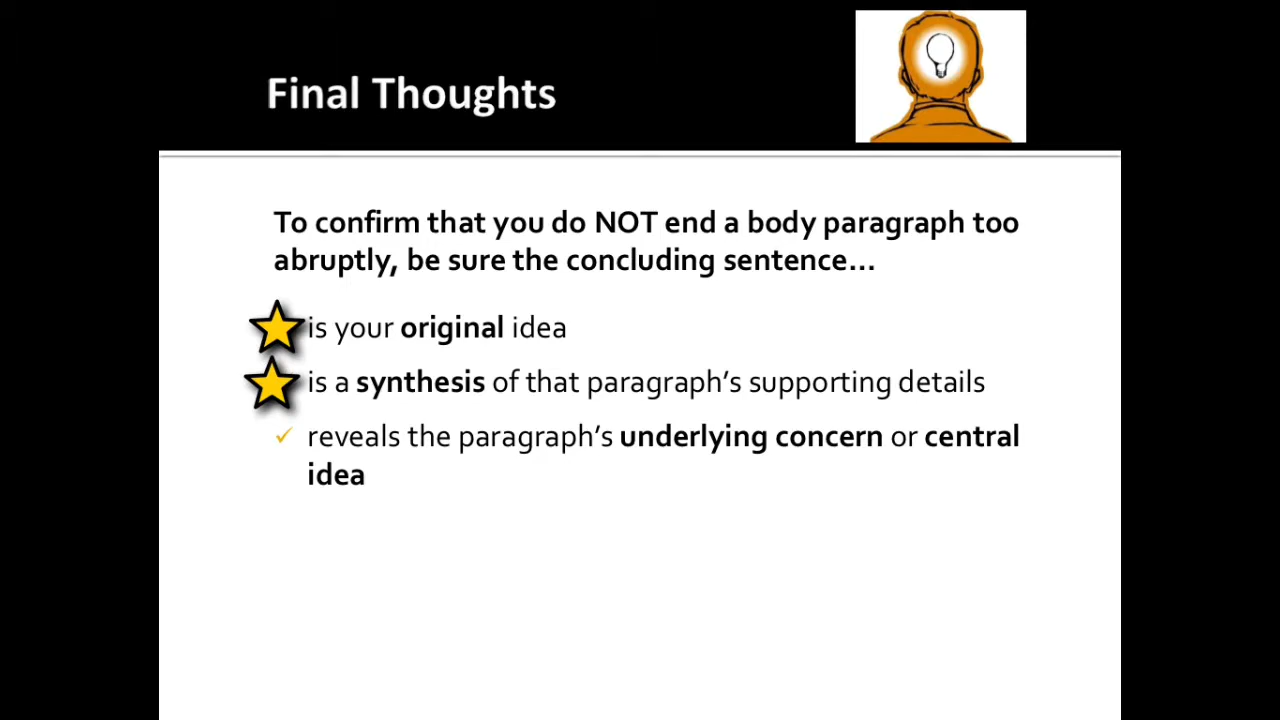 Final Thoughts
To confirm that you do NOT end a body paragraph too
abruptly, be sure the concluding sentence...
is your original idea
is a synthesis of that paragraph's supporting details
reveals the paragraph's underlying concern or central
idea